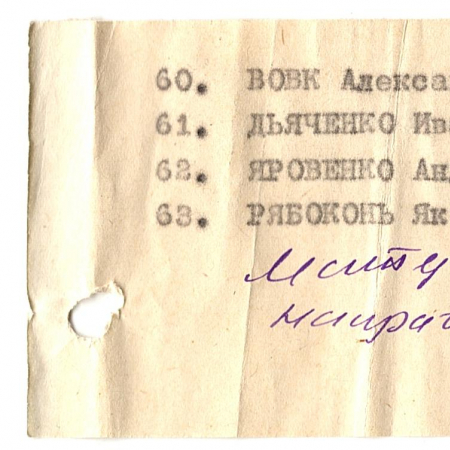 60. ВОВК Алекса
61. ДЬЯЧЕНКО Ив
62. ЯРОВЕНКО Ан
63. РЯБОКОНЬ Як